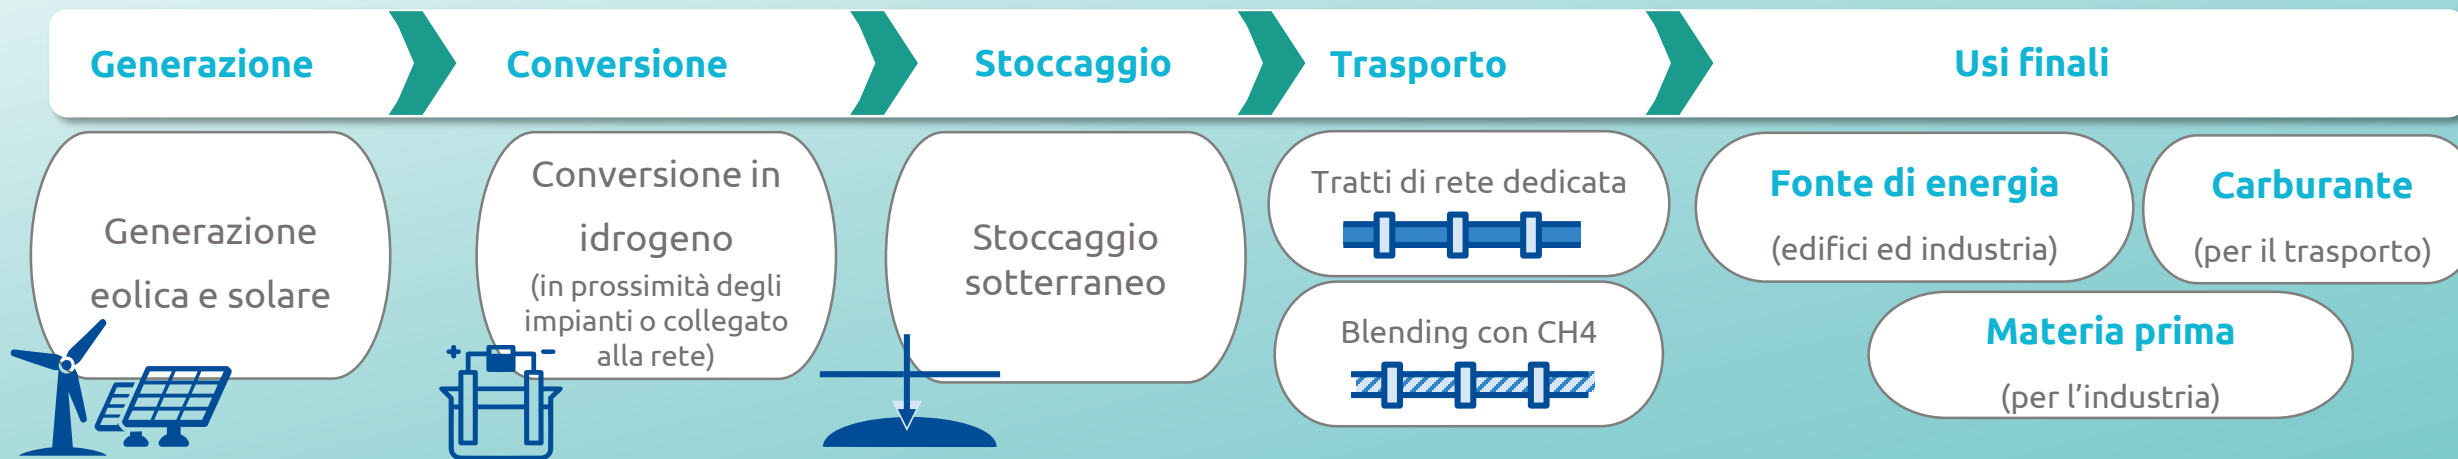 Generazione
Conversione
Stoccaggio
Trasporto
Usi finali
Generazione
eolica e solare
Conversione in
idrogeno
(in prossimità degli
impianti o collegato
alla rete)
Stoccaggio
sotterraneo
Tratti di rete dedicata
Blending con CH4
Fonte di energia
(edifici ed industria)
Carburante
(per il trasporto)
Materia prima
(per l’industria)